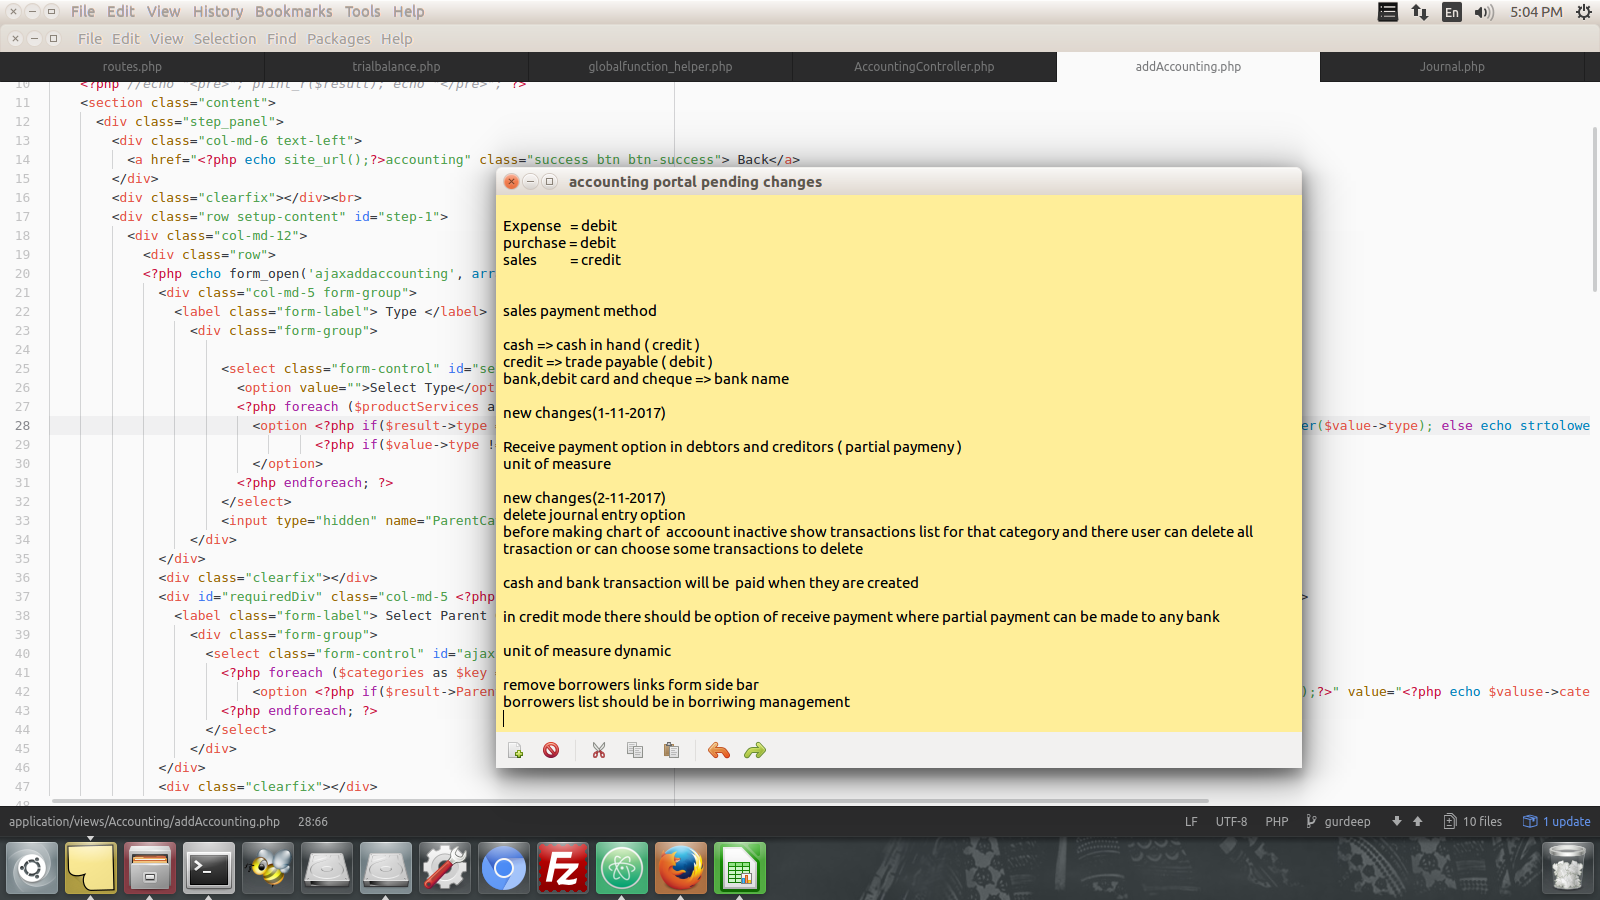 File Edit View History Bookmarks Tools Help
En 5:04 PM
File Edit View Selection Find Packages Help
routes.php trialbalance.php globalfunction_helper.php AccountingController.php addAccounting.php Journal.php
10 <?php //echo "<pre>"; print_r($result); echo "</pre>"; ?>
11 <section class="content">
12 <div class="step_panel">
13 <div class="col-md-6 text-left">
14 <a href="<?php echo site_url();?>accounting" class="success btn btn-success"> Back</a>
15 </div>
16 <div class="clearfix"></div><br>
17 <div class="row setup-content" id="step-1">
18 <div class="col-md-12">
19 <div class="row">
20 <?php echo form_open('ajaxaddaccounting', arr
21 <div class="col-md-5 form-group">
22 <label class="form-label"> Type </label>
23 <div class="form-group">
24
25 <select class="form-control" id="se
26 <option value="">Select Type</opt
27 <?php foreach ($productServices a
28 <option <?php if($result->type er($value->type); else echo strtolowe
29 <?php if($value->type !
30 </option>
31 <?php endforeach; ?>
32 </select>
33 <input type="hidden" name="ParentCa
34 </div>
35 </div>
36 <div class="clearfix"></div>
37 <div id="requiredDiv" class="col-md-5 <?php >
38 <label class="form-label"> Select Parent
39 <div class="form-group">
40 <select class="form-control" id="ajax
41 <?php foreach ($categories as $key
42 <option <?php if($result->Paren );?>" value="<?php echo $valuse->cate
43 <?php endforeach; ?>
44 </select>
45 </div>
46 </div>
47 <div class="clearfix"></div>
48
accounting portal pending changes
Expense = debit
purchase = debit
sales = credit
sales payment method
cash => cash in hand ( credit )
credit => trade payable ( debit )
bank,debit card and cheque => bank name
new changes(1-11-2017)
Receive payment option in debtors and creditors ( partial paymeny )
unit of measure
new changes(2-11-2017)
delete journal entry option
before making chart of accoount inactive show transactions list for that category and there user can delete all
trasaction or can choose some transactions to delete
cash and bank transaction will be paid when they are created
in credit mode there should be option of receive payment where partial payment can be made to any bank
unit of measure dynamic
remove borrowers links form side bar
borrowers list should be in borriwing management
application/views/Accounting/addAccounting.php 28:66 LF UTF-8 PHP gurdeep 10 files 1 update
Fz